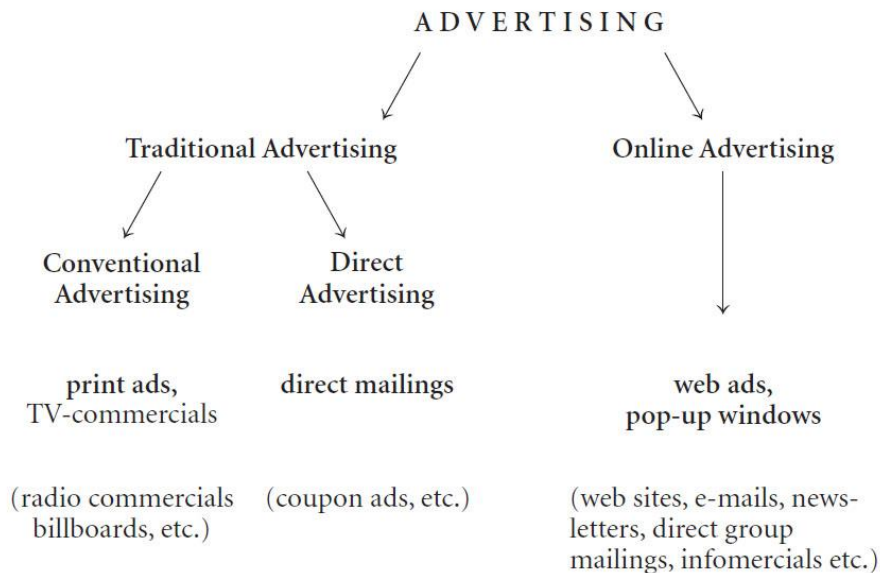 ADVERTISING
Traditional Advertising
Online Advertising
Conventional
Advertising
Direct
Advertising
print ads,
TV-commercials
direct mailings
web ads,
pop-up windows
(radio commercials
billboards, etc.)
(coupon ads, etc.)
(web sites, e-mails, news-
letters, direct group
mailings, infomercials etc.)